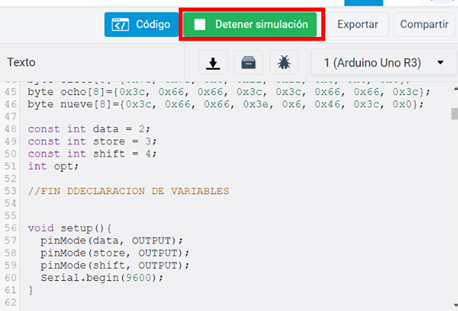 Código
Detener simulación
Exportar
Compartir
Texto
1 (Arduino Uno R3)
45 byte ocho[8]={0x3c, 0x66, 0x66, 0x3c, 0x3c, 0x66, 0x66, 0x3c};
46 byte nueve[8]={0x3c, 0x66, 0x66, 0x3e, 0x6, 0x46, 0x3c, 0x0};
47
48 const int data = 2;
49 const int store = 3;
50 const int shift = 4;
51 int opt;
52
53 //FIN DDECLARACION DE VARIABLES
54
55
56 void setup(){
57 pinMode(data, OUTPUT);
58 pinMode(store, OUTPUT);
59 pinMode(shift, OUTPUT);
60 Serial.begin(9600);
61 }
62